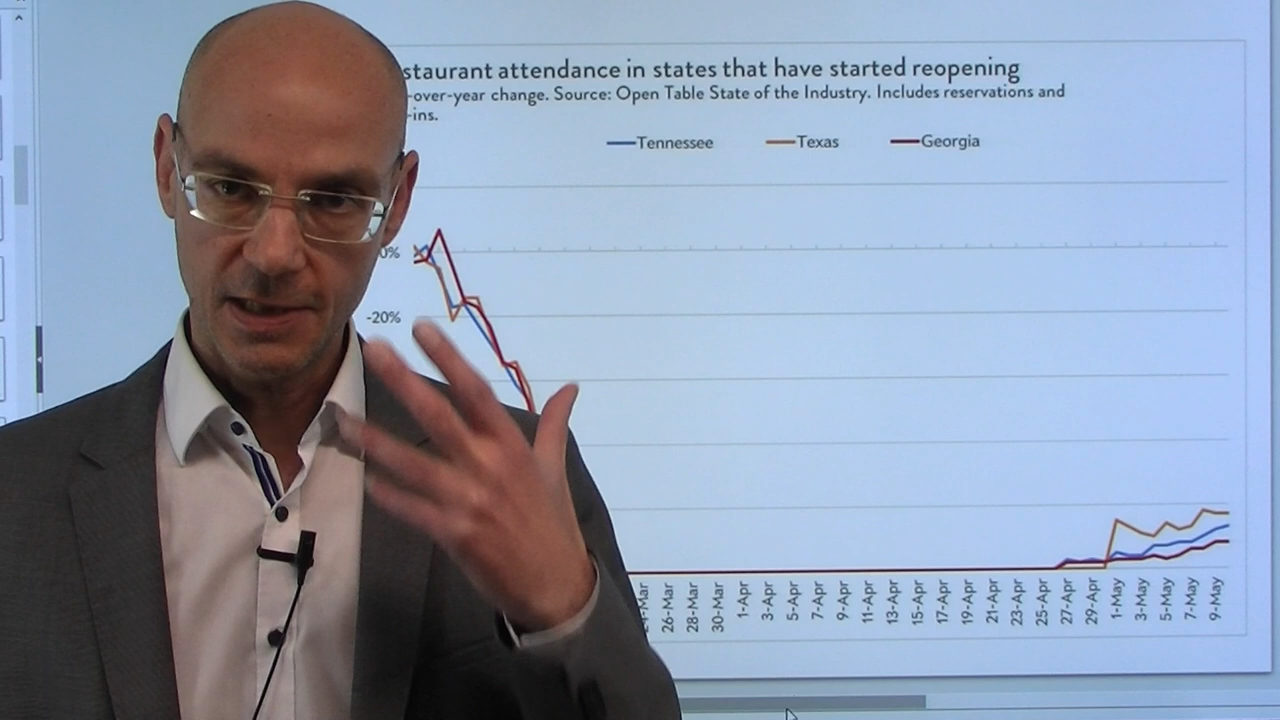 staurant attendance in states that have started reopening
-over-year change. Source: Open Table State of the Industry. Includes reservations and
-ins.
Tennessee Texas Georgia
0%
-20%
24-Mar 26-Mar 28-Mar 30-Mar 1-Apr 3-Apr 5-Apr 7-Apr 9-Apr 11-Apr 13-Apr 15-Apr 17-Apr 19-Apr 21-Apr 23-Apr 25-Apr 27-Apr 29-Apr 1-May 3-May 5-May 7-May 9-May